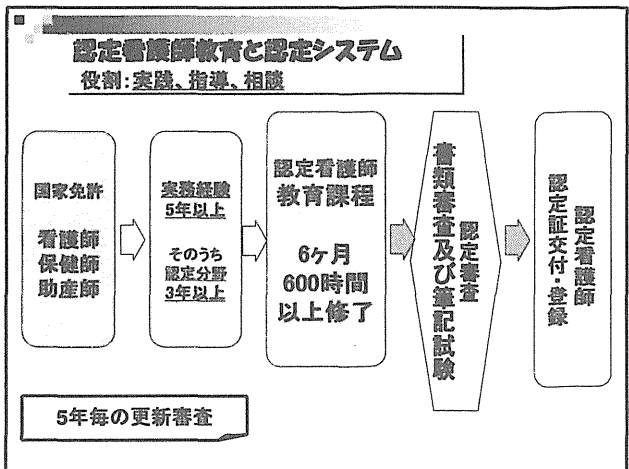 認定看護師教育と認定システム
役割：実践、指導、相談
国家免許
看護師
保健師
助産師
実務経験
5年以上
そのうち
認定分野
3年以上
認定看護師
教育課程
6ヶ月
600時間
以上修了
認定審査
書類審査及び筆記試験
認定看護師
認定証交付・登録
5年毎の更新審査